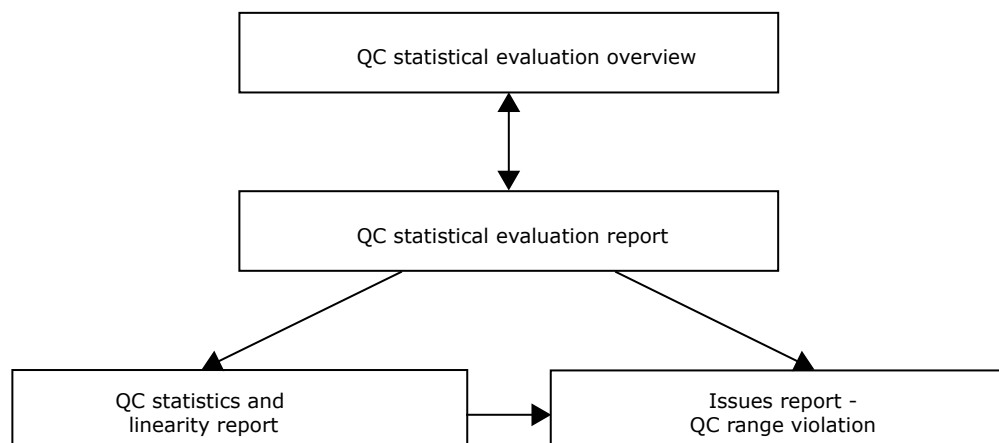 QC statistical evaluation overview
QC statistical evaluation report
QC statistics and
linearity report
Issues report -
QC range violation